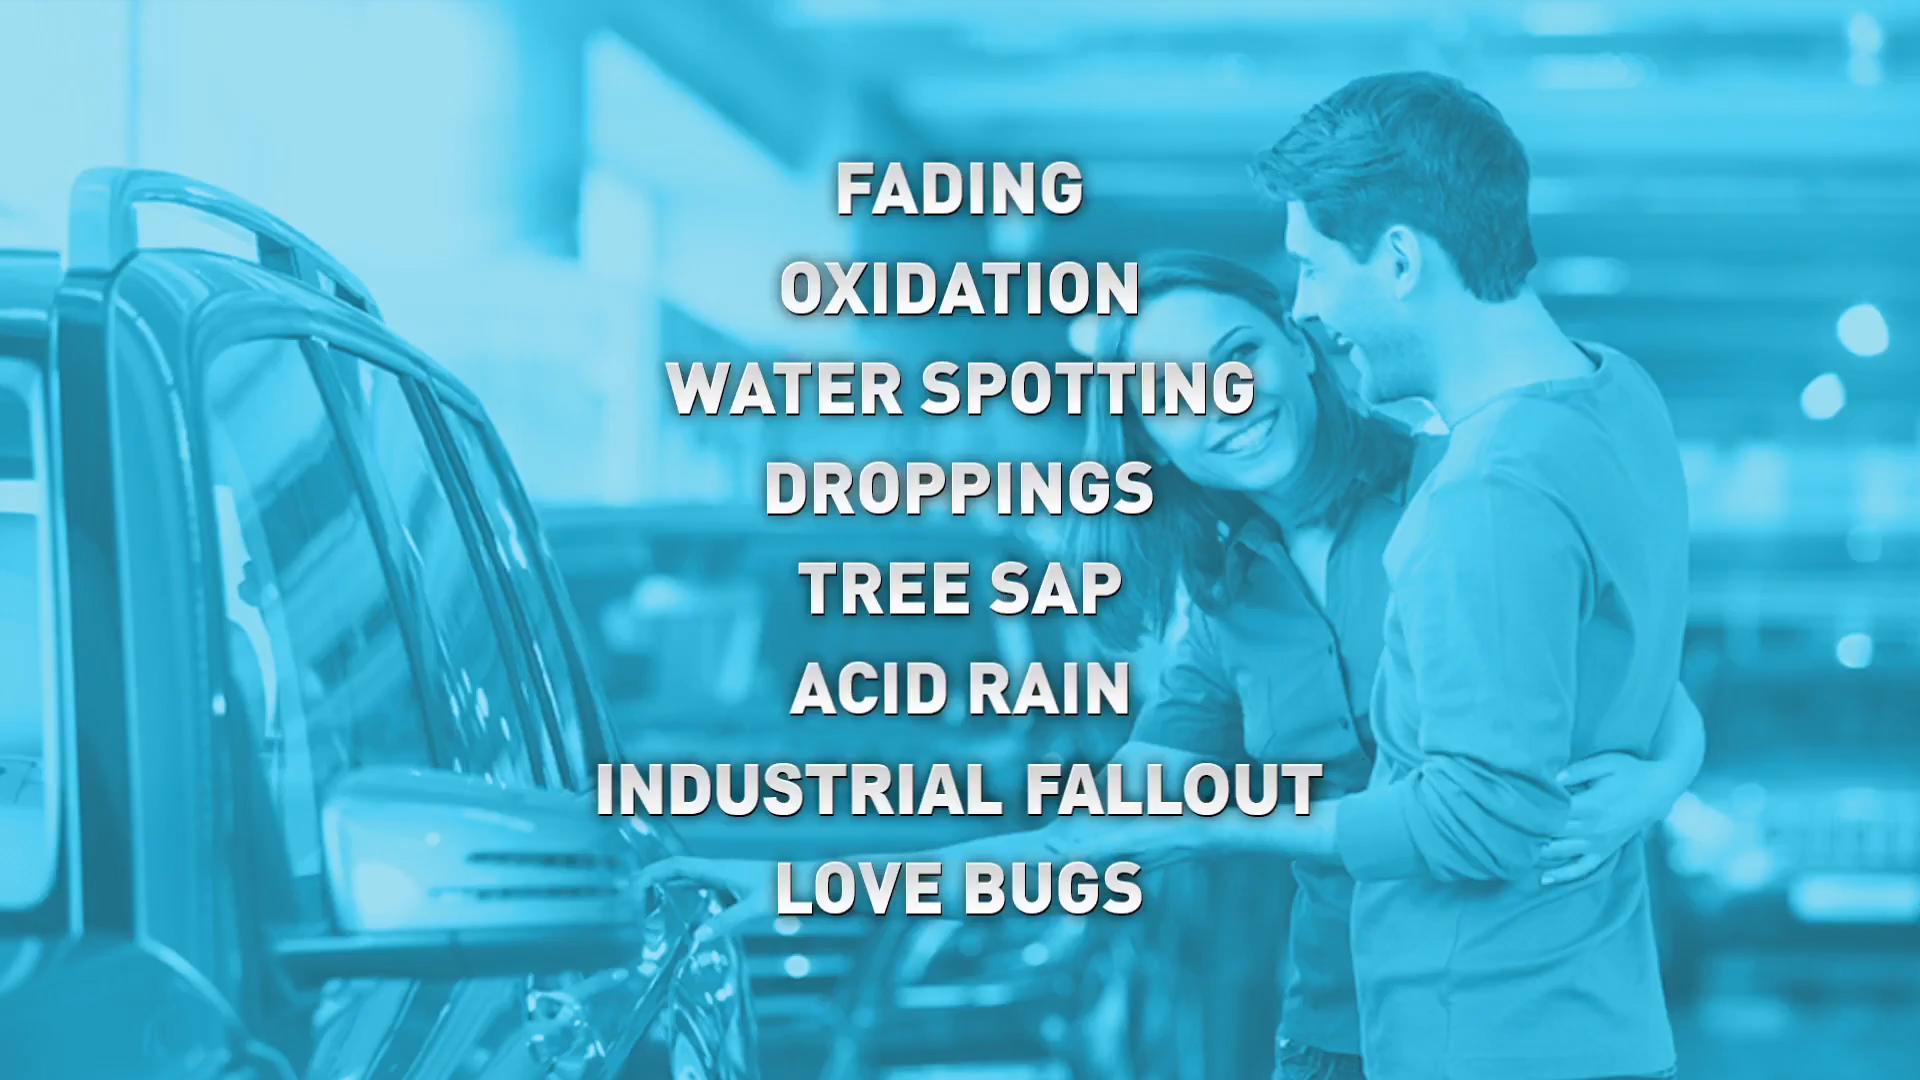 FADING
OXIDATION
WATER SPOTTING
DROPPINGS
TREE SAP
ACID RAIN
INDUSTRIAL FALLOUT
LOVE BUGS